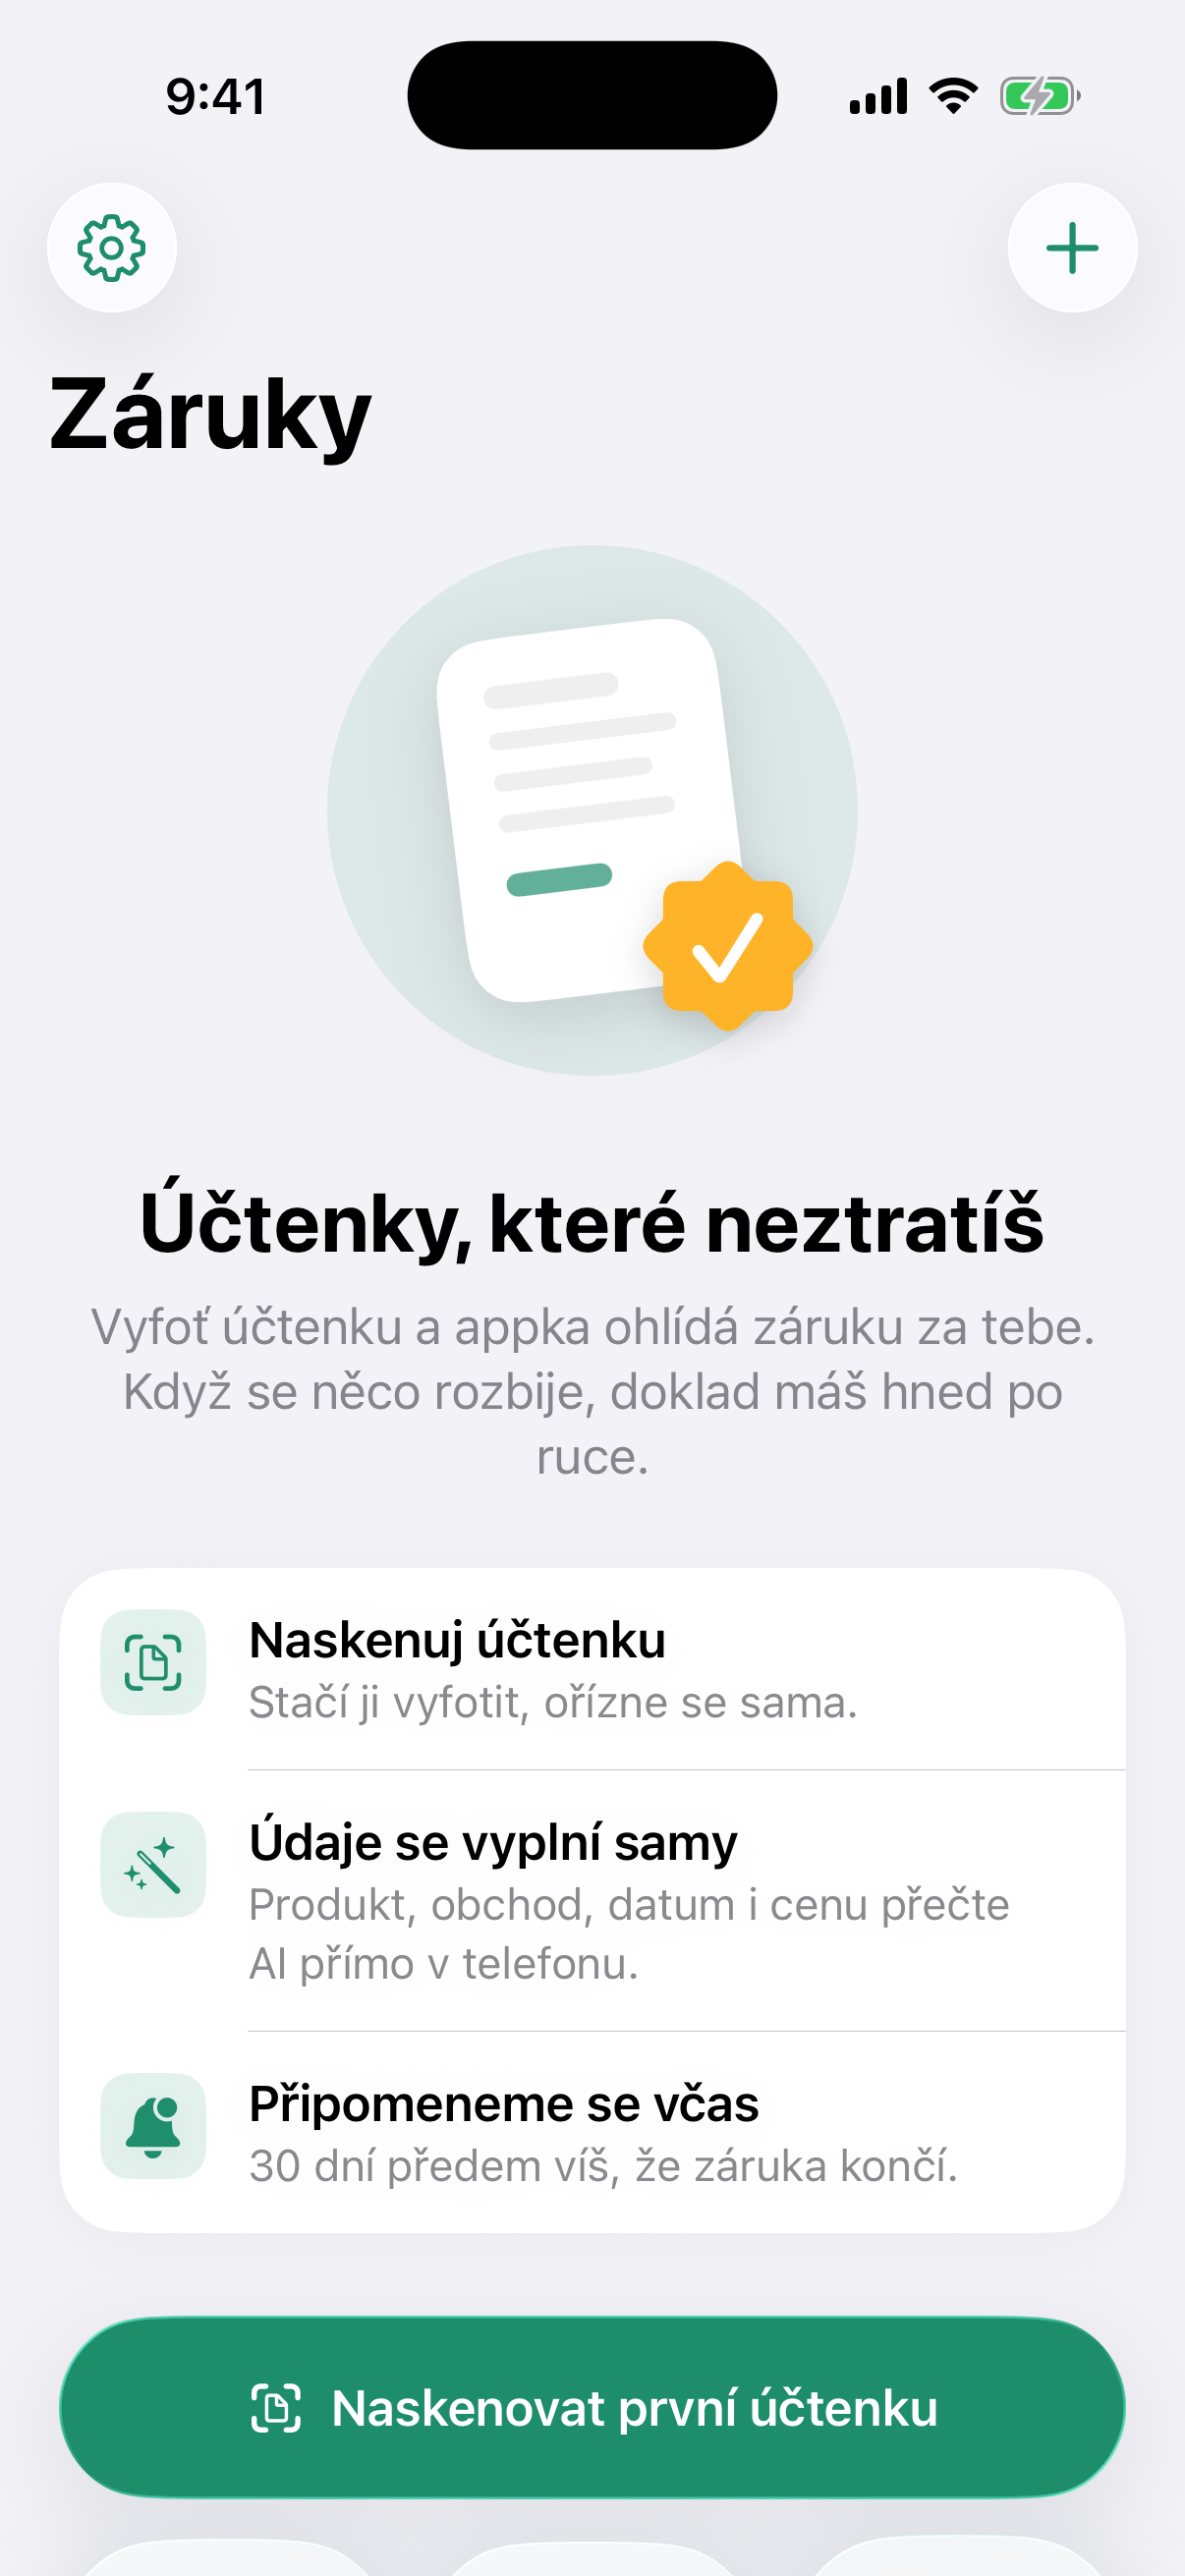 9:41
Záruky
Účtenky, které neztratíš
Vyfoť účtenku a appka ohlídá záruku za tebe.
Když se něco rozbije, doklad máš hned po
ruce.
Naskenuj účtenku
Stačí ji vyfotit, ořízne se sama.
Údaje se vyplní samy
Produkt, obchod, datum i cenu přečte
AI přímo v telefonu.
Připomeneme se včas
30 dní předem víš, že záruka končí.
Naskenovat první účtenku